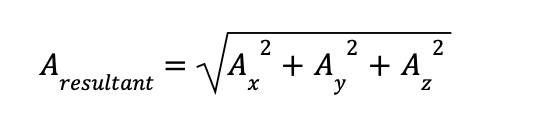 A_resultant = √(A_x² + A_y² + A_z²)